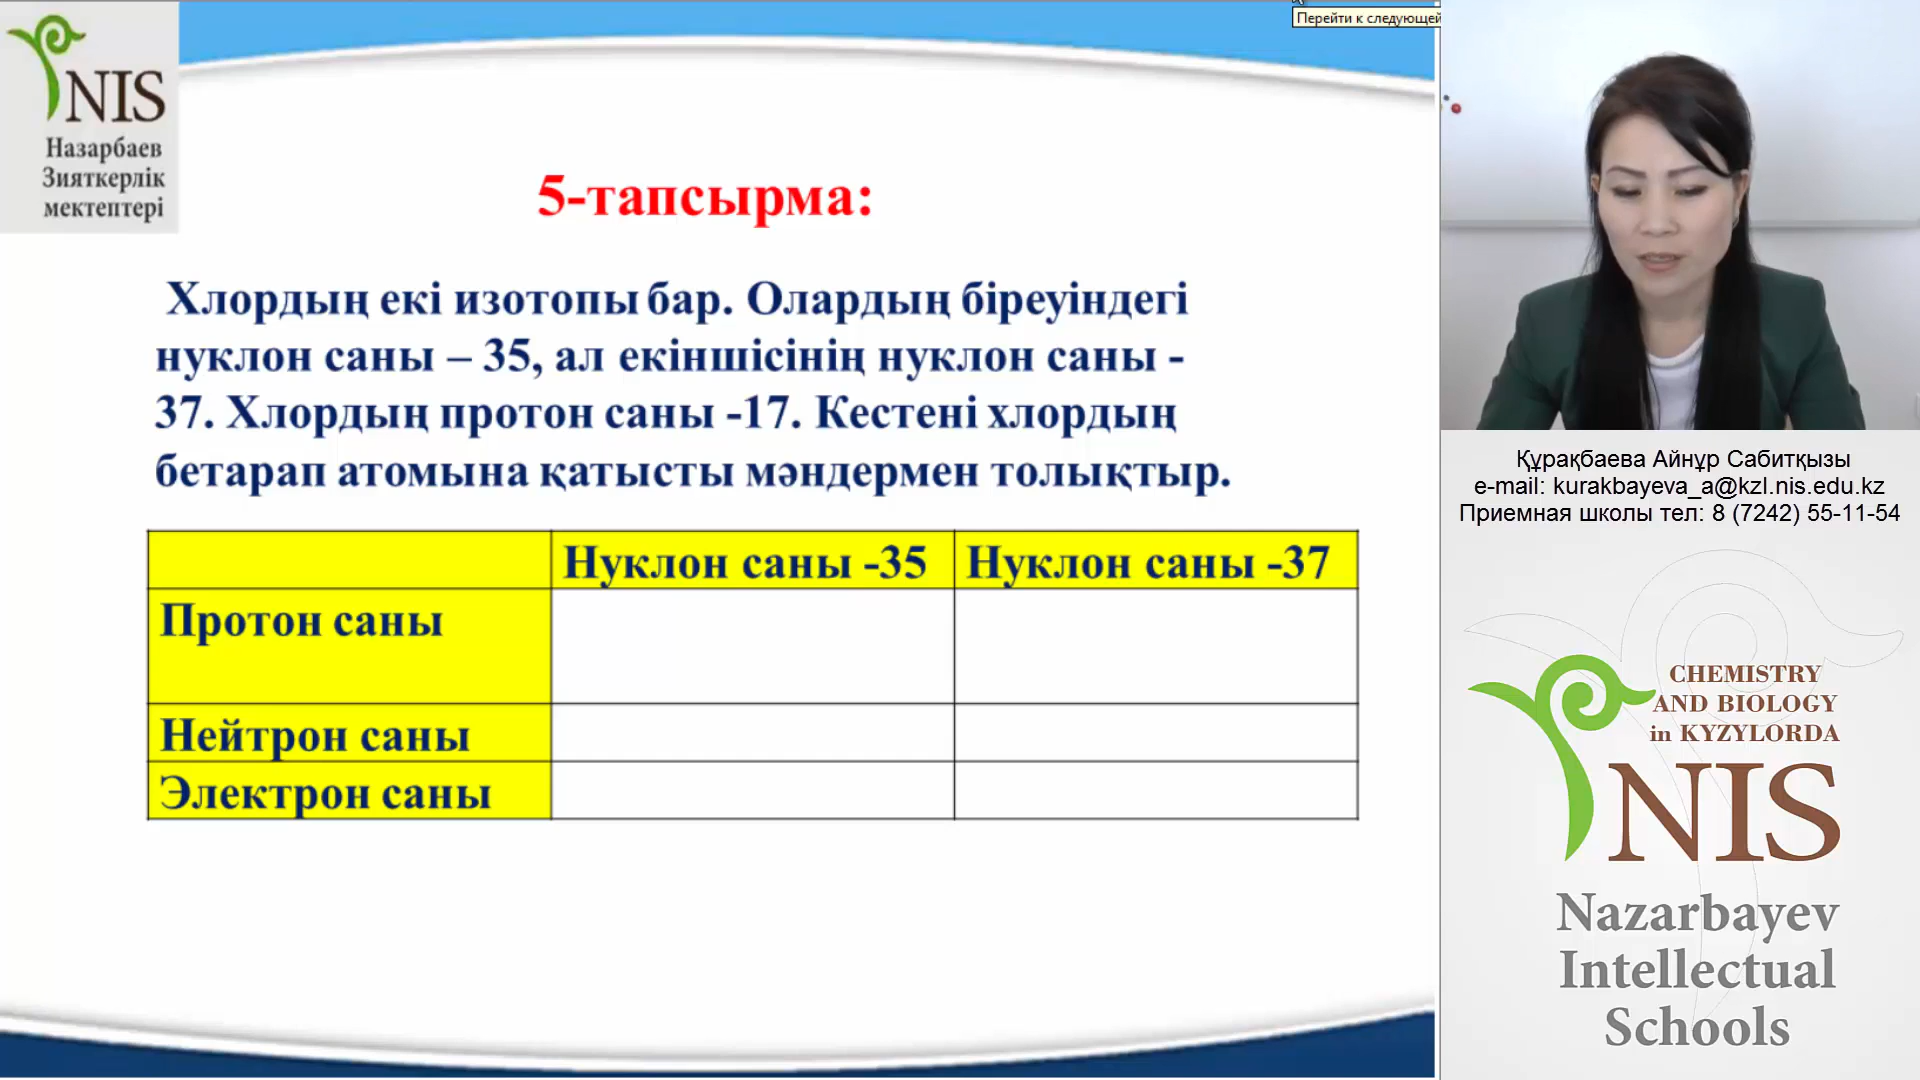 Перейти к следующей
NIS
Назарбаев
Зияткерлік
мектептері
5-тапсырма:
Хлордың екі изотопы бар. Олардың біреуіндегі
нуклон саны – 35, ал екіншісінің нуклон саны -
37. Хлордың протон саны -17. Кестені хлордың
бетарап атомына қатысты мәндермен толықтыр.
Нуклон саны -35 Нуклон саны -37
Протон саны
Нейтрон саны
Электрон саны
Құрақбаева Айнұр Сабитқызы
e-mail: kurakbayeva_a@kzl.nis.edu.kz
Приемная школы тел: 8 (7242) 55-11-54
CHEMISTRY
AND BIOLOGY
in KYZYLORDA
NIS
Nazarbayev
Intellectual
Schools